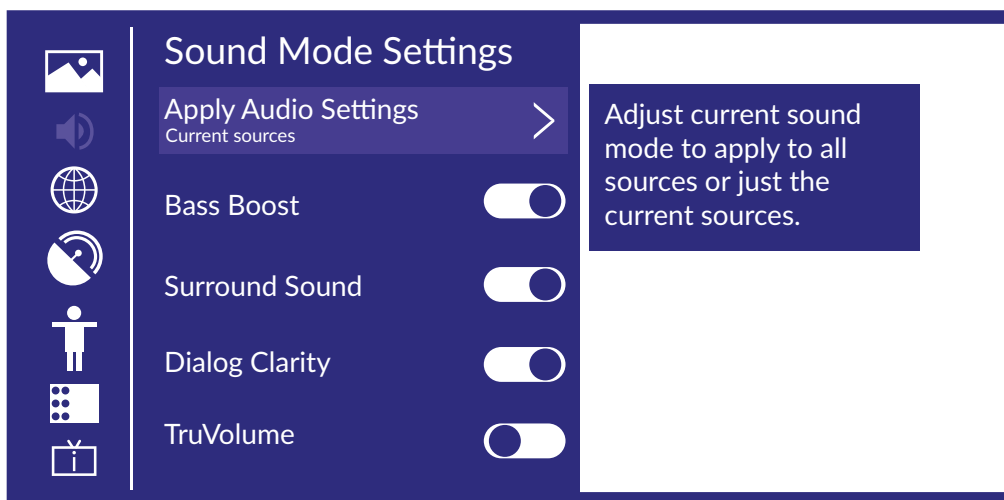 Sound Mode Settings
Apply Audio Settings
Current sources
Bass Boost
Surround Sound
Dialog Clarity
TruVolume
i
Adjust current sound
mode to apply to all
sources or just the
current sources.